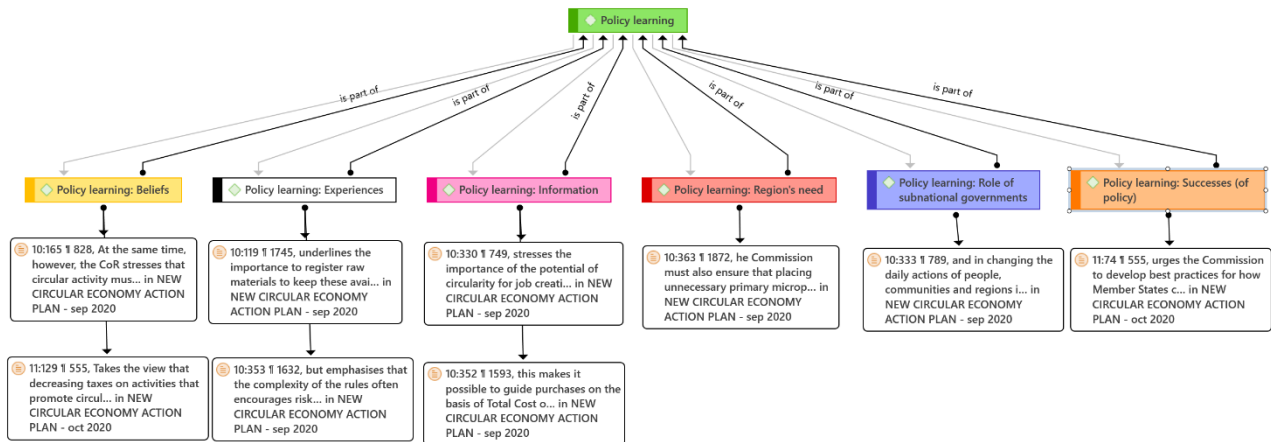 Policy learning
is part of
is part of
is part of
is part of
is part of
is part of
Policy learning: Beliefs
Policy learning: Experiences
Policy learning: Information
Policy learning: Region's need
Policy learning: Role of
subnational governments
Policy learning: Successes (of
policy)
10:165 ¶ 828, At the same time,
however, the CoR stresses that
circular activity mus... in NEW
CIRCULAR ECONOMY ACTION
PLAN - sep 2020
10:119 ¶ 1745, underlines the
importance to register raw
materials to keep these avai... in
NEW CIRCULAR ECONOMY
ACTION PLAN - sep 2020
10:330 ¶ 749, stresses the
importance of the potential of
circularity for job creati... in NEW
CIRCULAR ECONOMY ACTION
PLAN - sep 2020
10:363 ¶ 1872, he Commission
must also ensure that placing
unnecessary primary microp... in
NEW CIRCULAR ECONOMY
ACTION PLAN - sep 2020
10:333 ¶ 789, and in changing the
daily actions of people,
communities and regions i... in
NEW CIRCULAR ECONOMY
ACTION PLAN - sep 2020
11:74 ¶ 555, urges the Commission
to develop best practices for how
Member States c... in NEW
CIRCULAR ECONOMY ACTION
PLAN - oct 2020
11:129 ¶ 555, Takes the view that
decreasing taxes on activities that
promote circul... in NEW
CIRCULAR ECONOMY ACTION
PLAN - oct 2020
10:353 ¶ 1632, but emphasises that
the complexity of the rules often
encourages risk... in NEW
CIRCULAR ECONOMY ACTION
PLAN - sep 2020
10:352 ¶ 1593, this makes it
possible to guide purchases on the
basis of Total Cost o... in NEW
CIRCULAR ECONOMY ACTION
PLAN - sep 2020